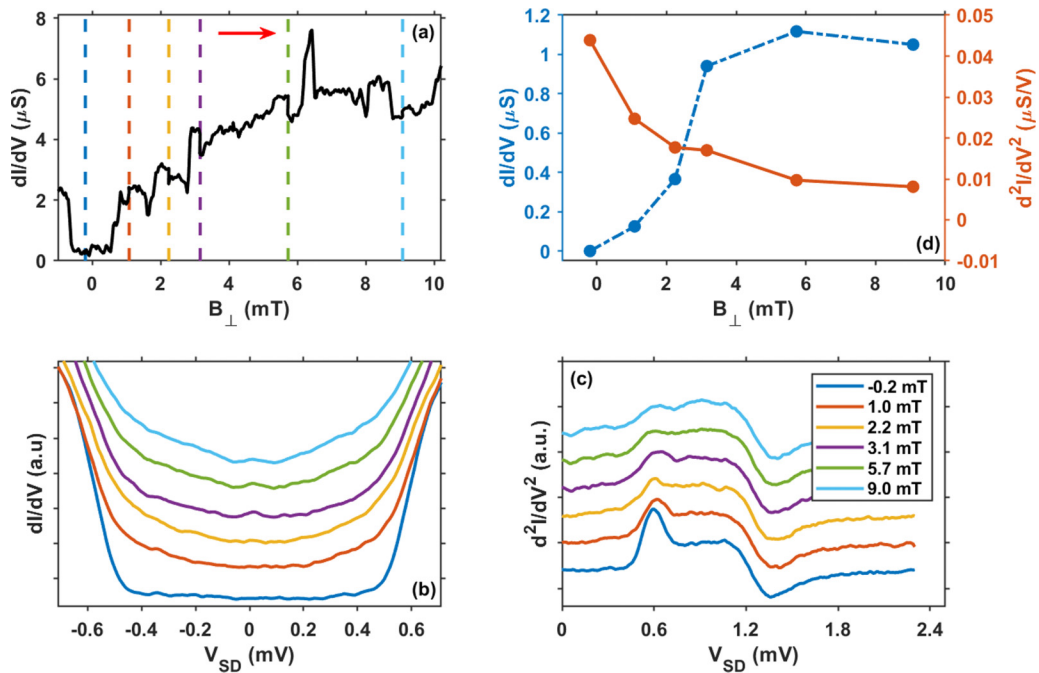 (a)
dI/dV (μS)
8
6
4
2
0
0 2 4 6 8 10
B⊥ (mT)
(d)
dI/dV (μS)
1.2
1
0.8
0.6
0.4
0.2
0
0 2 4 6 8 10
B⊥ (mT)
0.05
0.04
0.03
0.02
0.01
0
-0.01
d²I/dV² (μS/V)
(b)
dI/dV (a.u)
-0.6 -0.4 -0.2 0 0.2 0.4 0.6
V_SD (mV)
(c)
d²I/dV² (a.u.)
-0.2 mT
1.0 mT
2.2 mT
3.1 mT
5.7 mT
9.0 mT
0 0.6 1.2 1.8 2.4
V_SD (mV)